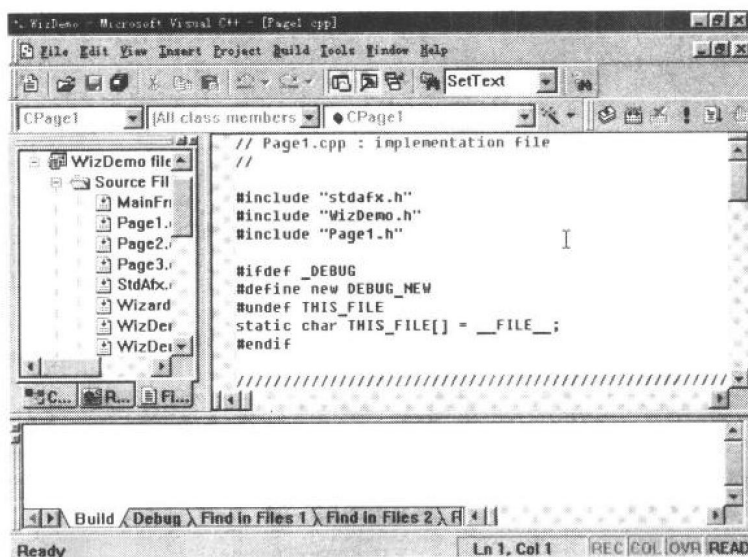 WizDemo - Microsoft Visual C++ - [Page1.cpp]
File Edit View Insert Project Build Tools Window Help
SetText
CPage1 (All class members CPage1
WizDemo file
Source Fil
MainFr
Page1.
Page2.
Page3.
StdAfx.
Wizard
WizDe
WizDe
C... R... Fi...
// Page1.cpp : implementation file
//
#include "stdafx.h"
#include "WizDemo.h"
#include "Page1.h"
#ifdef _DEBUG
#define new DEBUG_NEW
#undef THIS_FILE
static char THIS_FILE[] = __FILE__;
#endif
/////////////////////////////////////////////////////////////
Build Debug Find in Files 1 Find in Files 2 F
Ready Ln 1, Col 1 REC COL OVR READ